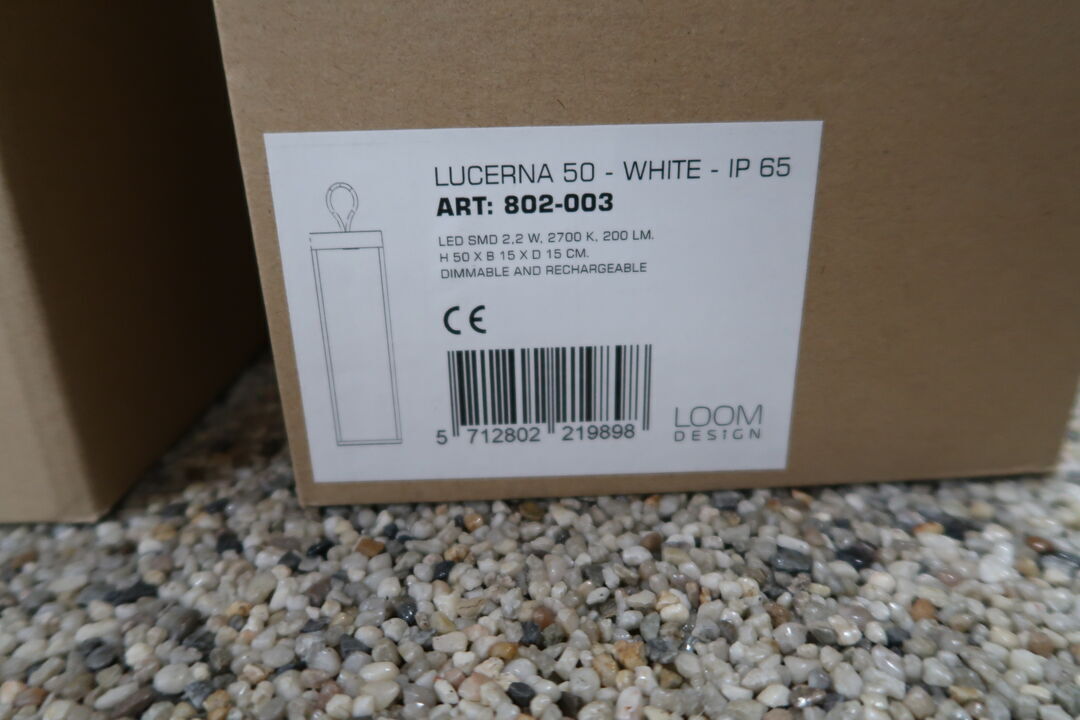 LUCERNA 50 - WHITE - IP 65
ART: 802-003
LED SMD 2,2 W, 2700 K, 200 LM.
H 50 X B 15 X D 15 CM.
DIMMABLE AND RECHARGEABLE
CE
5 712802 219898
LOOM
DESIGN